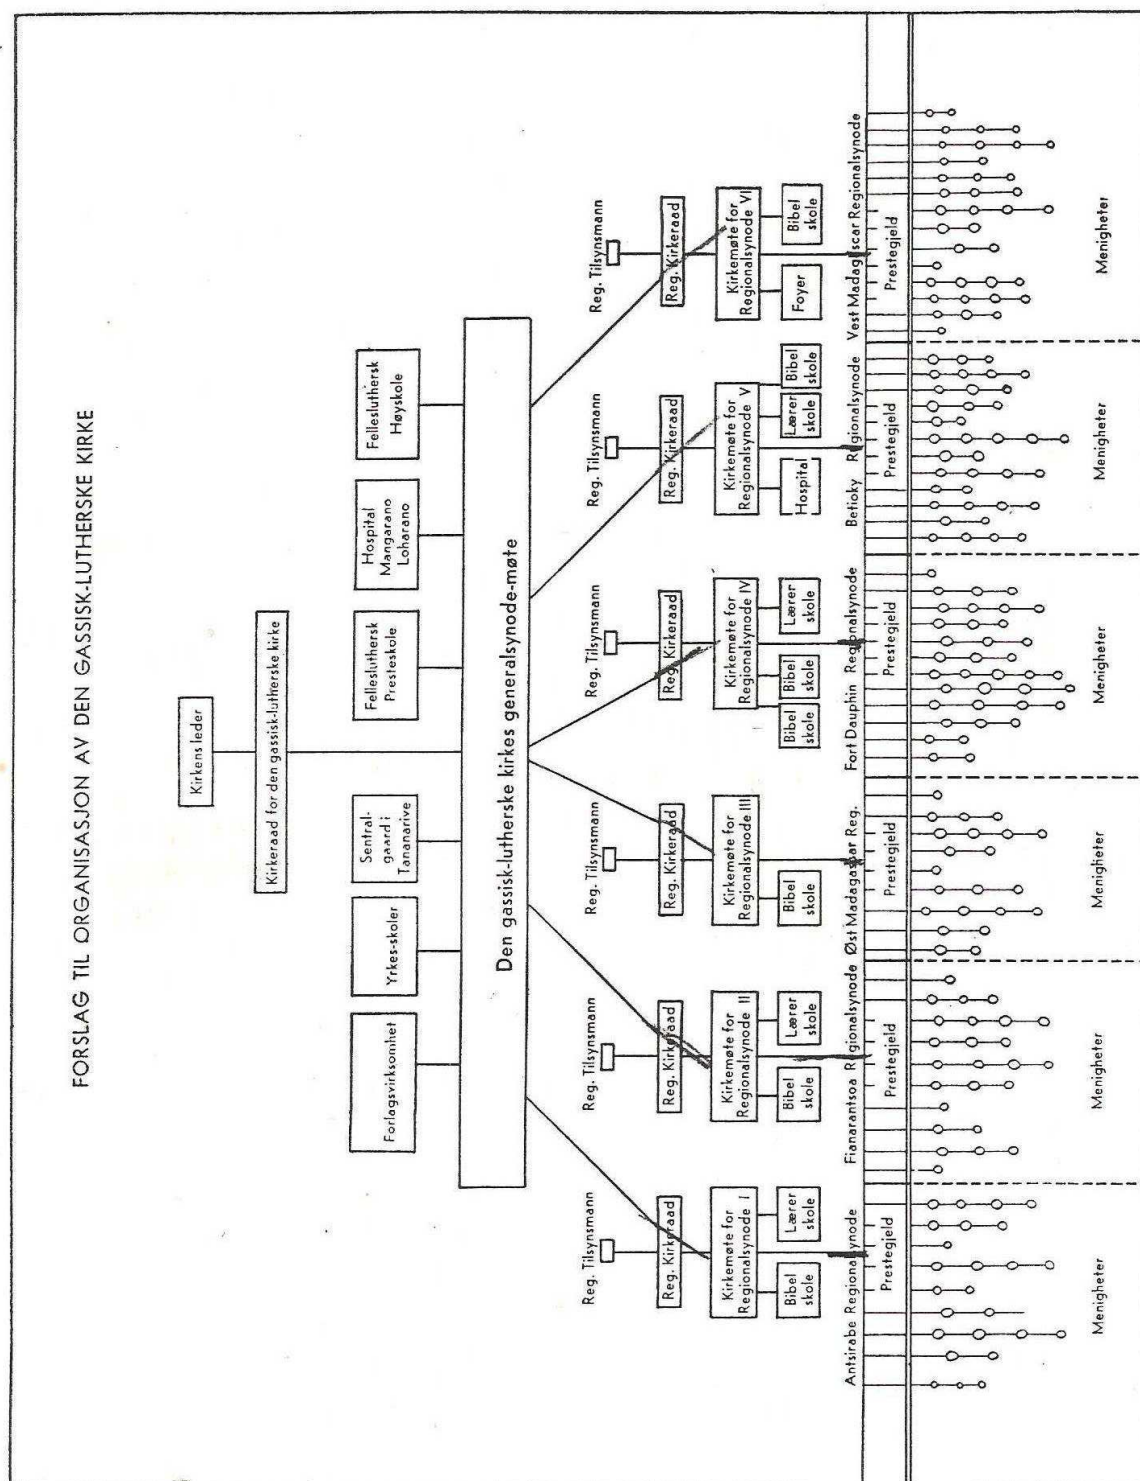 FORSLAG TIL ORGANISASJON AV DEN GASSISK-LUTHERSKE KIRKE
Kirkens leder
Kirkeraad for den gassisk-lutherske kirke
Forlagsvirksomhet
Yrkes-skoler
Sentral-
gaard i
Tananarive
Fellesluthersk
Presteskole
Hospital
Mangarano
Loharano
Fellesluthersk
Høyskole
Den gassisk-lutherske kirkes generalsynode-møte
Reg. Tilsynsmann
Reg. Kirkeraad
Kirkemøte for
Regionalsynode I
Bibel
skole
Lærer
skole
Antsirabe Regionalsynode
Prestegjeld
Menigheter
Reg. Tilsynsmann
Reg. Kirkeraad
Kirkemøte for
Regionalsynode II
Bibel
skole
Lærer
skole
Fianarantsoa Regionalsynode
Prestegjeld
Menigheter
Reg. Tilsynsmann
Reg. Kirkeraad
Kirkemøte for
Regionalsynode III
Bibel
skole
Øst Madagaspar Reg.
Prestegjeld
Menigheter
Reg. Tilsynsmann
Reg. Kirkeraad
Kirkemøte for
Regionalsynode IV
Bibel
skole
Bibel
skole
Lærer
skole
Fort Dauphin Regionalsynode
Prestegjeld
Menigheter
Reg. Tilsynsmann
Reg. Kirkeraad
Kirkemøte for
Regionalsynode V
Hospital
Lærer
skole
Bibel
skole
Betioky Regionalsynode
Prestegjeld
Menigheter
Reg. Tilsynsmann
Reg. Kirkeraad
Kirkemøte for
Regionalsynode VI
Foyer
Bibel
skole
Vest Madagascar Regionalsynode
Prestegjeld
Menigheter